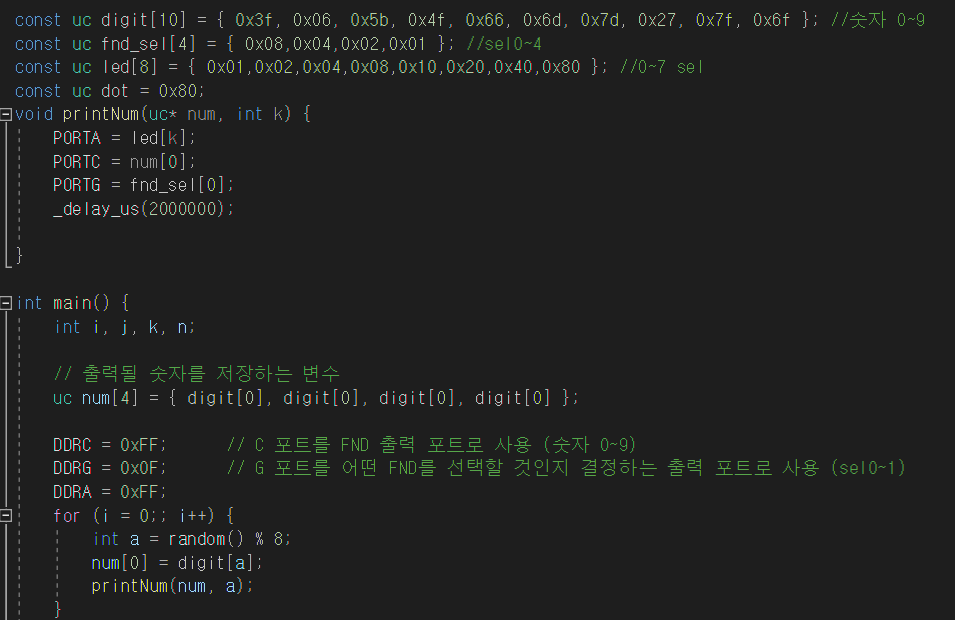 const uc digit[10] = { 0x3f, 0x06, 0x5b, 0x4f, 0x66, 0x6d, 0x7d, 0x27, 0x7f, 0x6f }; //숫자 0~9
const uc fnd_sel[4] = { 0x08,0x04,0x02,0x01 }; //sel0~4
const uc led[8] = { 0x01,0x02,0x04,0x08,0x10,0x20,0x40,0x80 }; //0~7 sel
const uc dot = 0x80;
void printNum(uc* num, int k) {
    PORTA = led[k];
    PORTC = num[0];
    PORTG = fnd_sel[0];
    _delay_us(2000000);
}
int main() {
    int i, j, k, n;
    // 출력될 숫자를 저장하는 변수
    uc num[4] = { digit[0], digit[0], digit[0], digit[0] };
    DDRC = 0xFF;      // C 포트를 FND 출력 포트로 사용 (숫자 0~9)
    DDRG = 0x0F;      // G 포트를 어떤 FND를 선택할 것인지 결정하는 출력 포트로 사용 (sel0~1)
    DDRA = 0xFF;
    for (i = 0;; i++) {
        int a = random() % 8;
        num[0] = digit[a];
        printNum(num, a);
    }